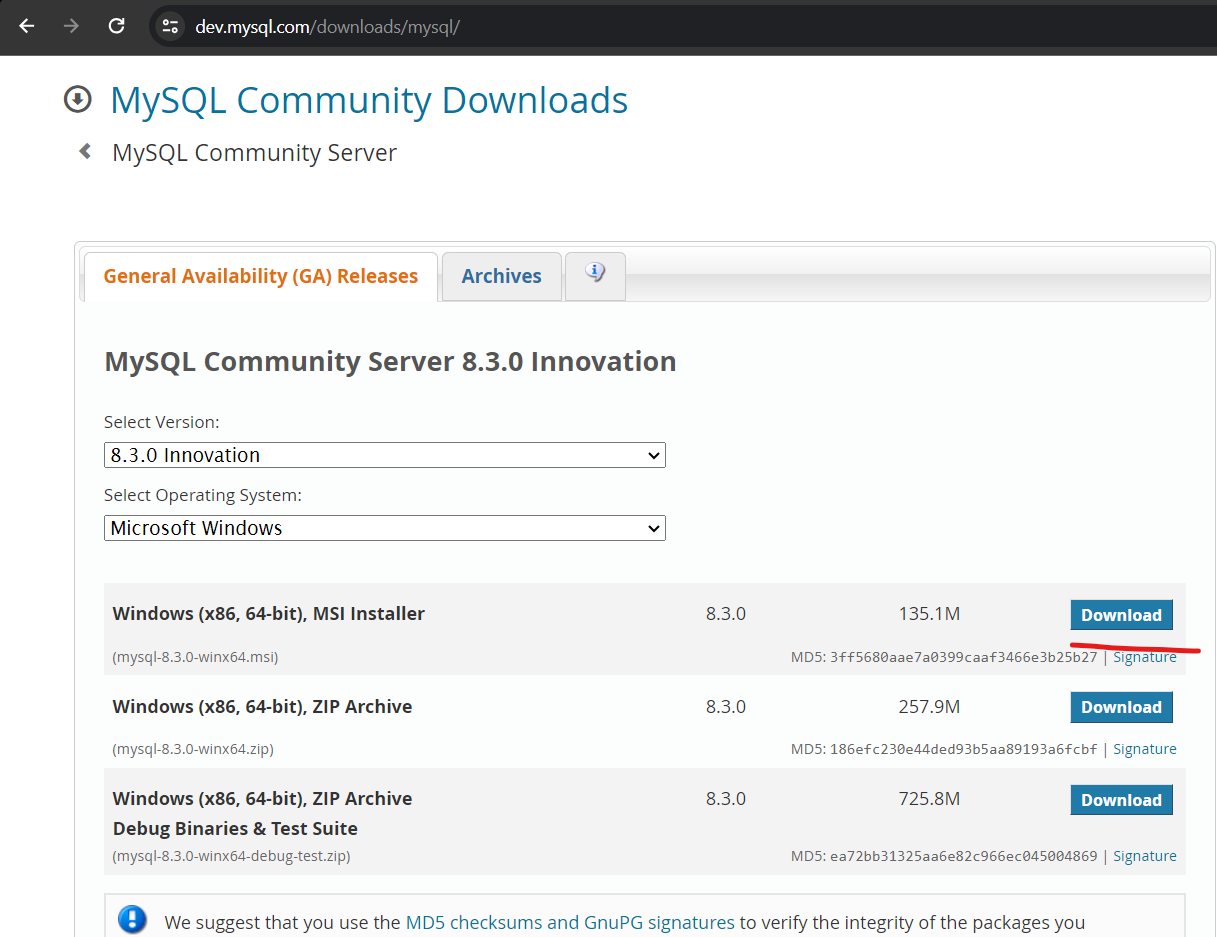 dev.mysql.com/downloads/mysql/
MySQL Community Downloads
MySQL Community Server
General Availability (GA) Releases Archives
MySQL Community Server 8.3.0 Innovation
Select Version:
8.3.0 Innovation
Select Operating System:
Microsoft Windows
Windows (x86, 64-bit), MSI Installer 8.3.0 135.1M Download
(mysql-8.3.0-winx64.msi) MD5: 3ff5680aae7a0399caaf3466e3b25b27 | Signature
Windows (x86, 64-bit), ZIP Archive 8.3.0 257.9M Download
(mysql-8.3.0-winx64.zip) MD5: 186efc230e44ded93b5aa89193a6fcbf | Signature
Windows (x86, 64-bit), ZIP Archive 8.3.0 725.8M Download
Debug Binaries & Test Suite
(mysql-8.3.0-winx64-debug-test.zip) MD5: ea72bb31325aa6e82c966ec045004869 | Signature
We suggest that you use the MD5 checksums and GnuPG signatures to verify the integrity of the packages you